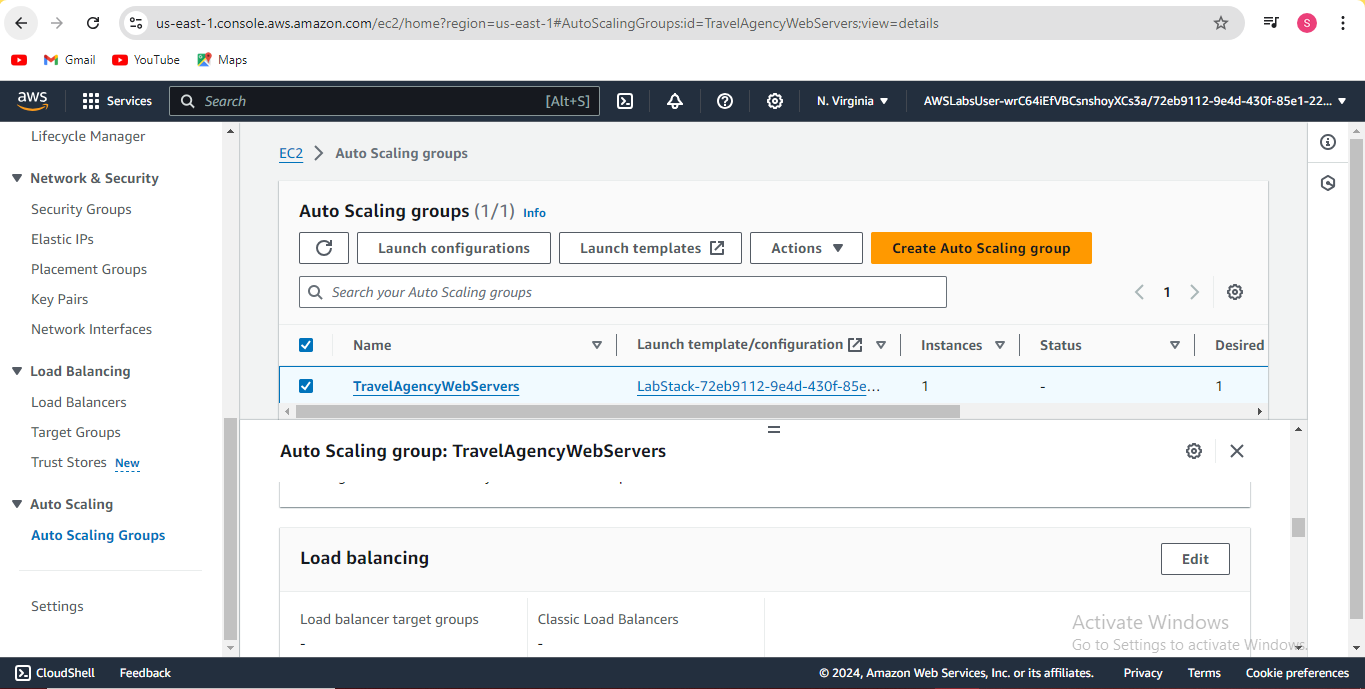 us-east-1.console.aws.amazon.com/ec2/home?region=us-east-1#AutoScalingGroups:id=TravelAgencyWebServers;view=details
S
Gmail
YouTube
Maps
aws
Services
Search
[Alt+S]
N. Virginia
AWSLabsUser-wrC64iEfVBCsnshoyXCs3a/72eb9112-9e4d-430f-85e1-22...
Lifecycle Manager
Network & Security
Security Groups
Elastic IPs
Placement Groups
Key Pairs
Network Interfaces
Load Balancing
Load Balancers
Target Groups
Trust Stores New
Auto Scaling
Auto Scaling Groups
Settings
EC2
Auto Scaling groups
Auto Scaling groups (1/1) Info
Launch configurations
Launch templates
Actions
Create Auto Scaling group
Search your Auto Scaling groups
1
Name
Launch template/configuration
Instances
Status
Desired
TravelAgencyWebServers
LabStack-72eb9112-9e4d-430f-85e...
1
-
1
Auto Scaling group: TravelAgencyWebServers
Load balancing
Edit
Load balancer target groups
-
Classic Load Balancers
-
Activate Windows
Go to Settings to activate Windows.
CloudShell
Feedback
© 2024, Amazon Web Services, Inc. or its affiliates.
Privacy
Terms
Cookie preferences